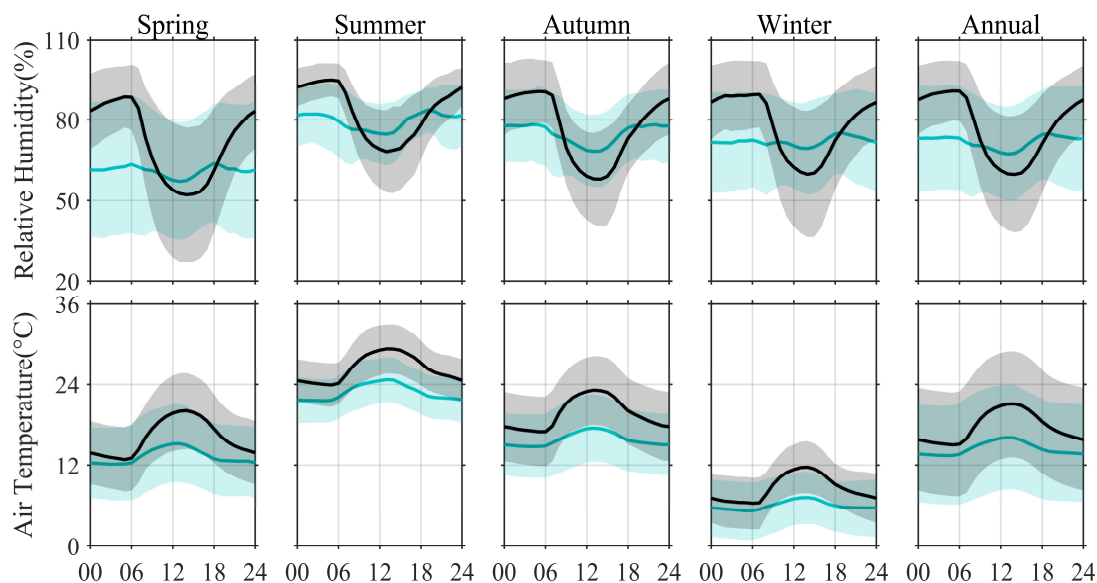 Spring Summer Autumn Winter Annual
Relative Humidity(%)
110
80
50
20
Air Temperature(°C)
36
24
12
0
00 06 12 18 24 00 06 12 18 24 00 06 12 18 24 00 06 12 18 24 00 06 12 18 24